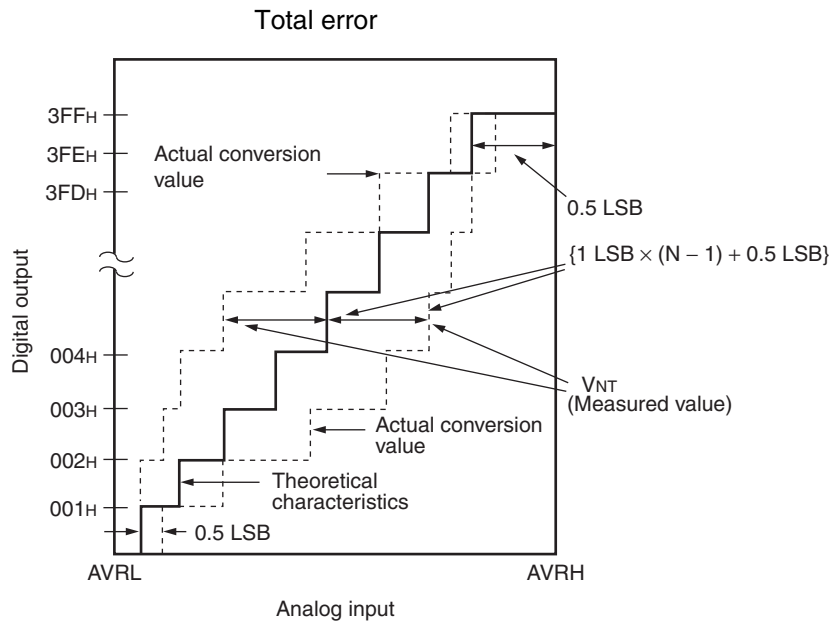 Total error
3FFH
3FEH
3FDH
004H
003H
002H
001H
Digital output
Actual conversion
value
0.5 LSB
{1 LSB × (N − 1) + 0.5 LSB}
VNT
(Measured value)
Actual conversion
value
Theoretical
characteristics
0.5 LSB
AVRL
AVRH
Analog input